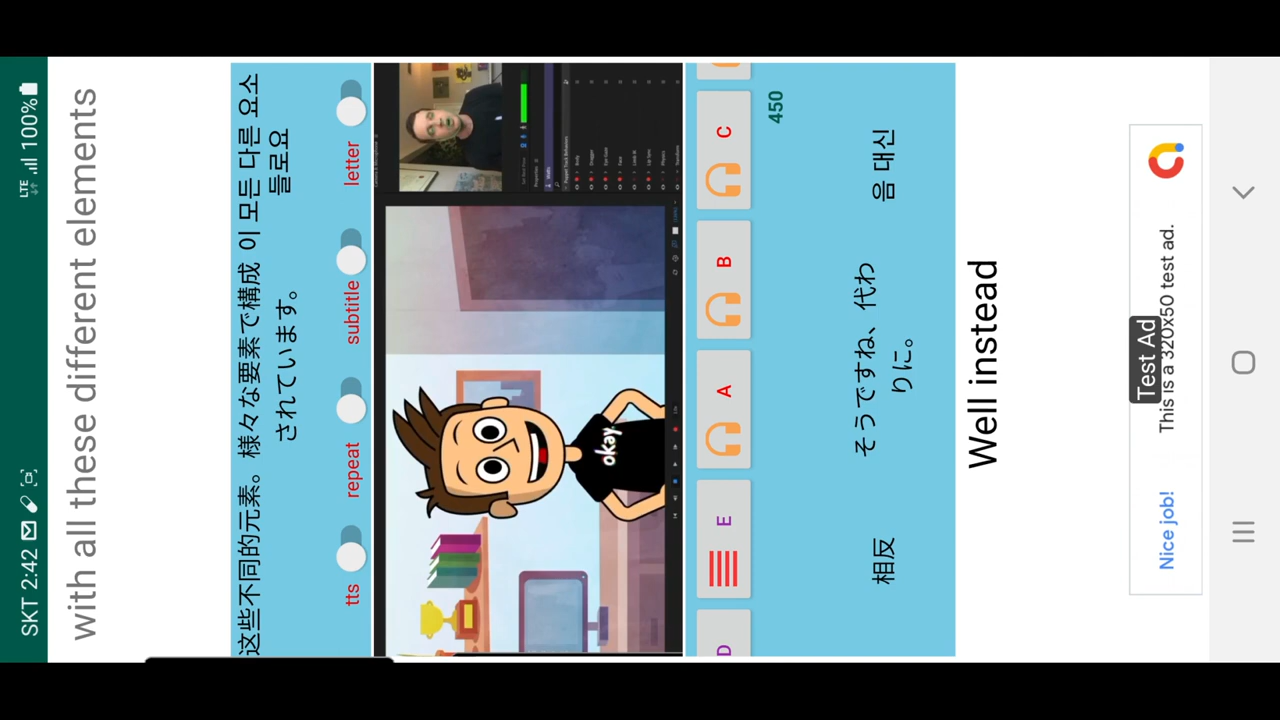 SKT 2:42
LTE
100%
with all these different elements
这些不同的元素。
様々な要素で構成
されています。
이 모든 다른 요소
들로요
tts
repeat
subtitle
letter
okay
D
E
A
B
C
450
相反
そうですね、代わ
りに。
음 대신
Well instead
Test Ad
Nice job!
This is a 320x50 test ad.